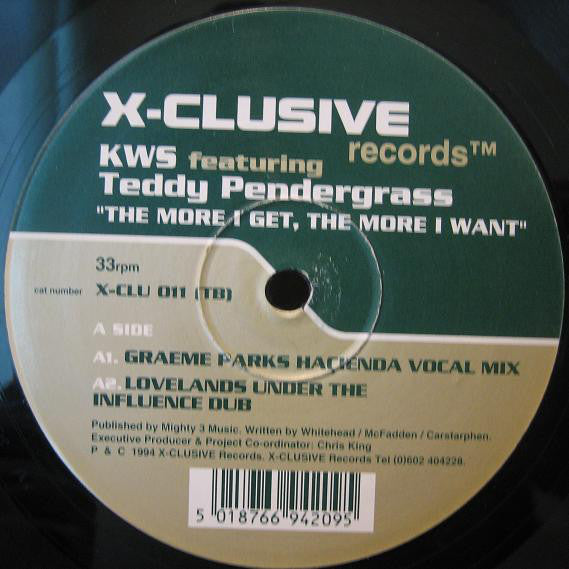 X-CLUSIVE
records™
KWS featuring
Teddy Pendergrass
"THE MORE I GET, THE MORE I WANT"
33rpm
cat number X-CLU 011 (TB)
A SIDE
A1. GRAEME PARKS HACIENDA VOCAL MIX
A2. LOVELANDS UNDER THE
INFLUENCE DUB
Published by Mighty 3 Music. Written by Whitehead / McFadden / Carstarphen.
Executive Producer & Project Co-ordinator: Chris King
P & C 1994 X-CLUSIVE Records. X-CLUSIVE Records Tel (0)602 404228.
5 018766 942095